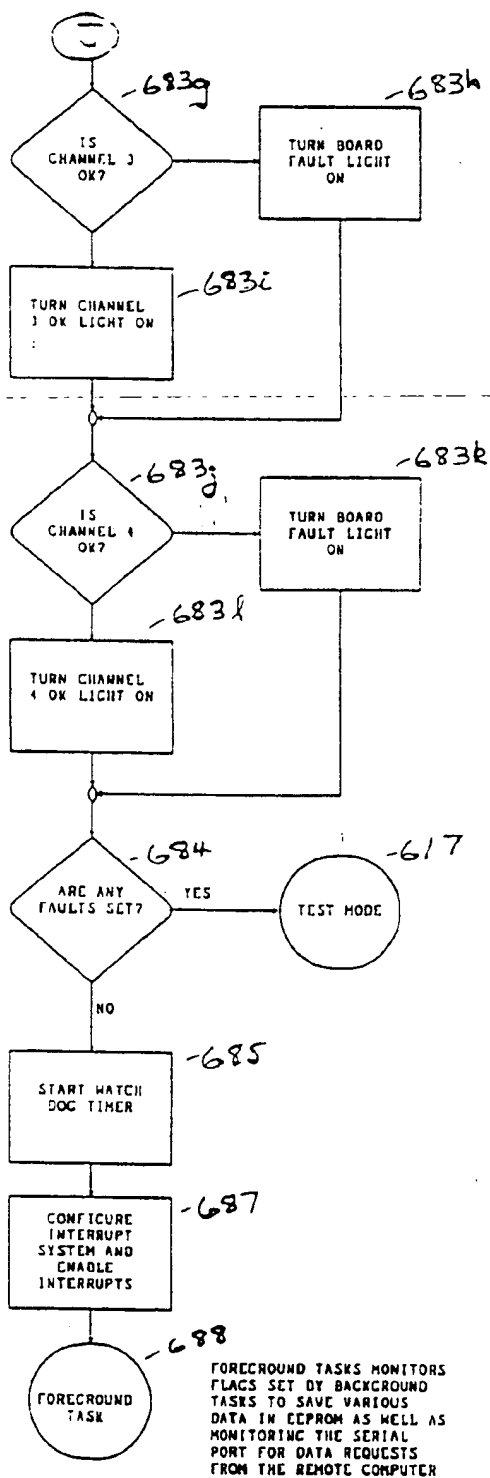 683g
IS
CHANNEL 3
OK?
683h
TURN BOARD
FAULT LIGHT
ON
683i
TURN CHANNEL
3 OK LIGHT ON
683j
IS
CHANNEL 4
OK?
683k
TURN BOARD
FAULT LIGHT
ON
683l
TURN CHANNEL
4 OK LIGHT ON
684
ARE ANY
FAULTS SET?
YES
617
TEST MODE
NO
685
START WATCH
DOG TIMER
687
CONFIGURE
INTERRUPT
SYSTEM AND
ENABLE
INTERRUPTS
688
FOREGROUND
TASK
FOREGROUND TASKS MONITORS
FLAGS SET BY BACKGROUND
TASKS TO SAVE VARIOUS
DATA IN EEPROM AS WELL AS
MONITORING THE SERIAL
PORT FOR DATA REQUESTS
FROM THE REMOTE COMPUTER